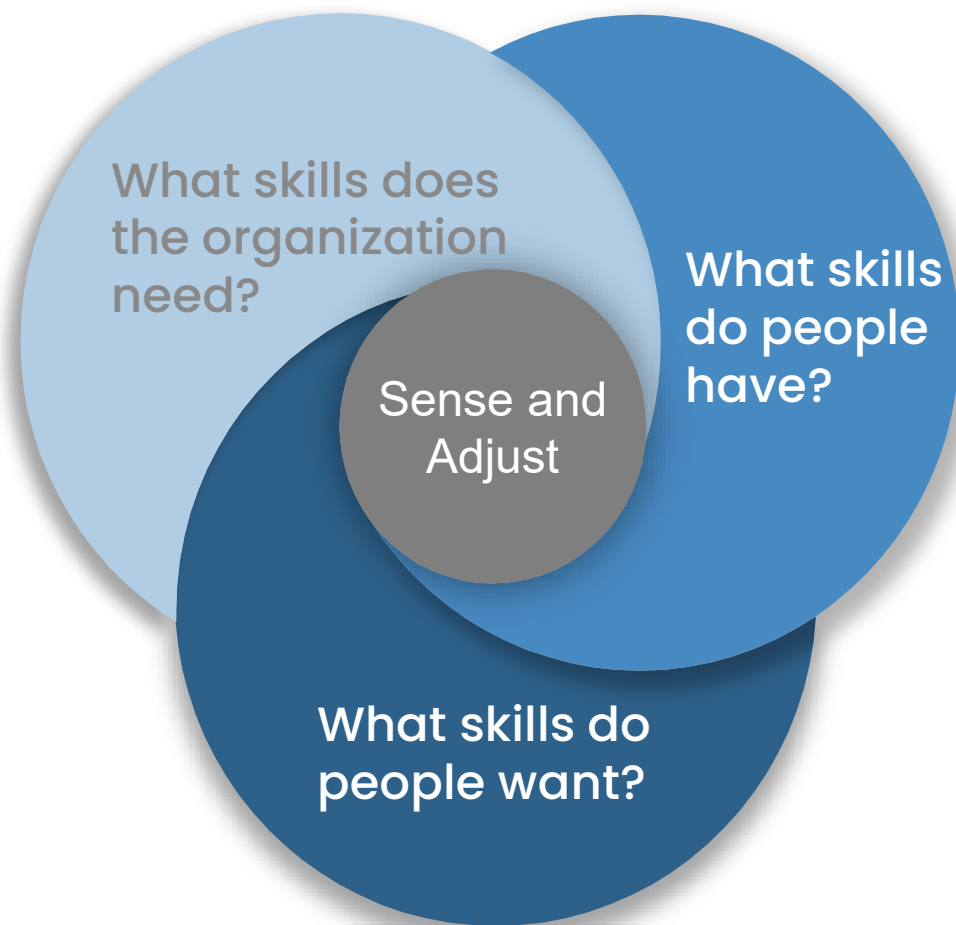 What skills does
the organization
need?
What skills
do people
have?
Sense and
Adjust
What skills do
people want?